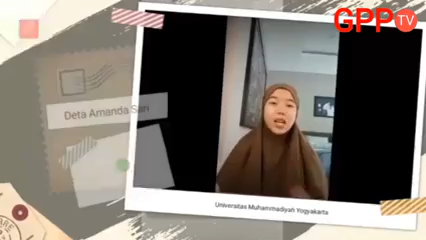 GPP TV
Deta Amanda Sari
Universitas Muhammadiyah Yogyakarta